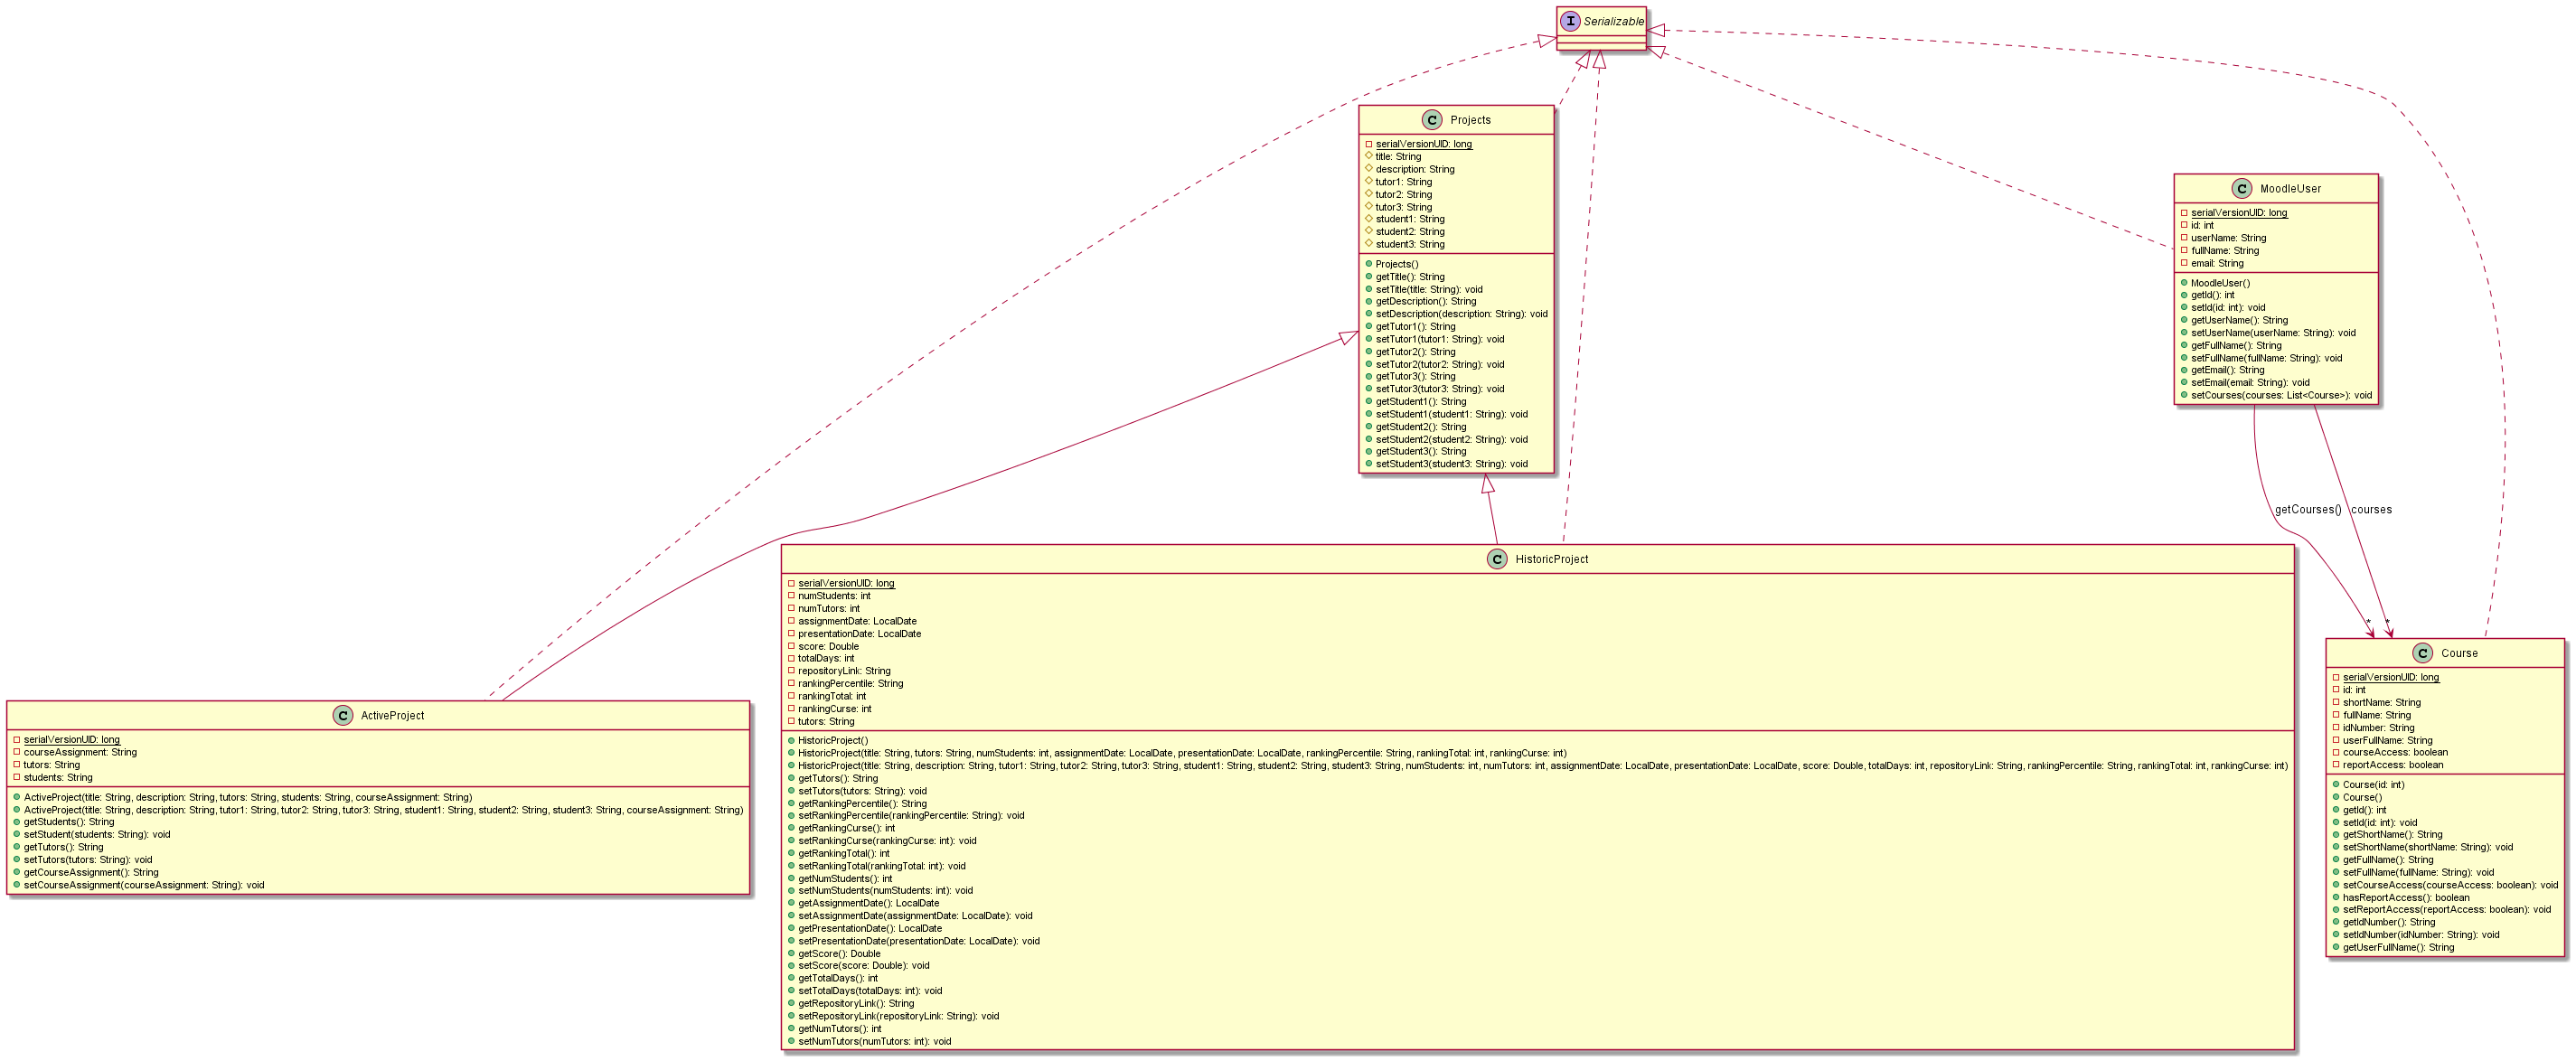 I Serializable
C Projects
serialVersionUID: long
title: String
description: String
tutor1: String
tutor2: String
tutor3: String
student1: String
student2: String
student3: String
Projects()
getTitle(): String
setTitle(title: String): void
getDescription(): String
setDescription(description: String): void
getTutor1(): String
setTutor1(tutor1: String): void
getTutor2(): String
setTutor2(tutor2: String): void
getTutor3(): String
setTutor3(tutor3: String): void
getStudent1(): String
setStudent1(student1: String): void
getStudent2(): String
setStudent2(student2: String): void
getStudent3(): String
setStudent3(student3: String): void
C MoodleUser
serialVersionUID: long
id: int
userName: String
fullName: String
email: String
MoodleUser()
getId(): int
setId(id: int): void
getUserName(): String
setUserName(userName: String): void
getFullName(): String
setFullName(fullName: String): void
getEmail(): String
setEmail(email: String): void
setCourses(courses: List<Course>): void
getCourses()
courses
*
*
C HistoricProject
serialVersionUID: long
numStudents: int
numTutors: int
assignmentDate: LocalDate
presentationDate: LocalDate
score: Double
totalDays: int
repositoryLink: String
rankingPercentile: String
rankingTotal: int
rankingCurse: int
tutors: String
HistoricProject()
HistoricProject(title: String, tutors: String, numStudents: int, assignmentDate: LocalDate, presentationDate: LocalDate, rankingPercentile: String, rankingTotal: int, rankingCurse: int)
HistoricProject(title: String, description: String, tutor1: String, tutor2: String, tutor3: String, student1: String, student2: String, student3: String, numStudents: int, numTutors: int, assignmentDate: LocalDate, presentationDate: LocalDate, score: Double, totalDays: int, repositoryLink: String, rankingPercentile: String, rankingTotal: int, rankingCurse: int)
getTutors(): String
setTutors(tutors: String): void
getRankingPercentile(): String
setRankingPercentile(rankingPercentile: String): void
getRankingCurse(): int
setRankingCurse(rankingCurse: int): void
getRankingTotal(): int
setRankingTotal(rankingTotal: int): void
getNumStudents(): int
setNumStudents(numStudents: int): void
getAssignmentDate(): LocalDate
setAssignmentDate(assignmentDate: LocalDate): void
getPresentationDate(): LocalDate
setPresentationDate(presentationDate: LocalDate): void
getScore(): Double
setScore(score: Double): void
getTotalDays(): int
setTotalDays(totalDays: int): void
getRepositoryLink(): String
setRepositoryLink(repositoryLink: String): void
getNumTutors(): int
setNumTutors(numTutors: int): void
C Course
serialVersionUID: long
id: int
shortName: String
fullName: String
idNumber: String
userFullName: String
courseAccess: boolean
reportAccess: boolean
Course(id: int)
Course()
getId(): int
setId(id: int): void
getShortName(): String
setShortName(shortName: String): void
getFullName(): String
setFullName(fullName: String): void
setCourseAccess(courseAccess: boolean): void
hasReportAccess(): boolean
setReportAccess(reportAccess: boolean): void
getIdNumber(): String
setIdNumber(idNumber: String): void
getUserFullName(): String
C ActiveProject
serialVersionUID: long
courseAssignment: String
tutors: String
students: String
ActiveProject(title: String, description: String, tutors: String, students: String, courseAssignment: String)
ActiveProject(title: String, description: String, tutor1: String, tutor2: String, tutor3: String, student1: String, student2: String, student3: String, courseAssignment: String)
getStudents(): String
setStudent(students: String): void
getTutors(): String
setTutors(tutors: String): void
getCourseAssignment(): String
setCourseAssignment(courseAssignment: String): void